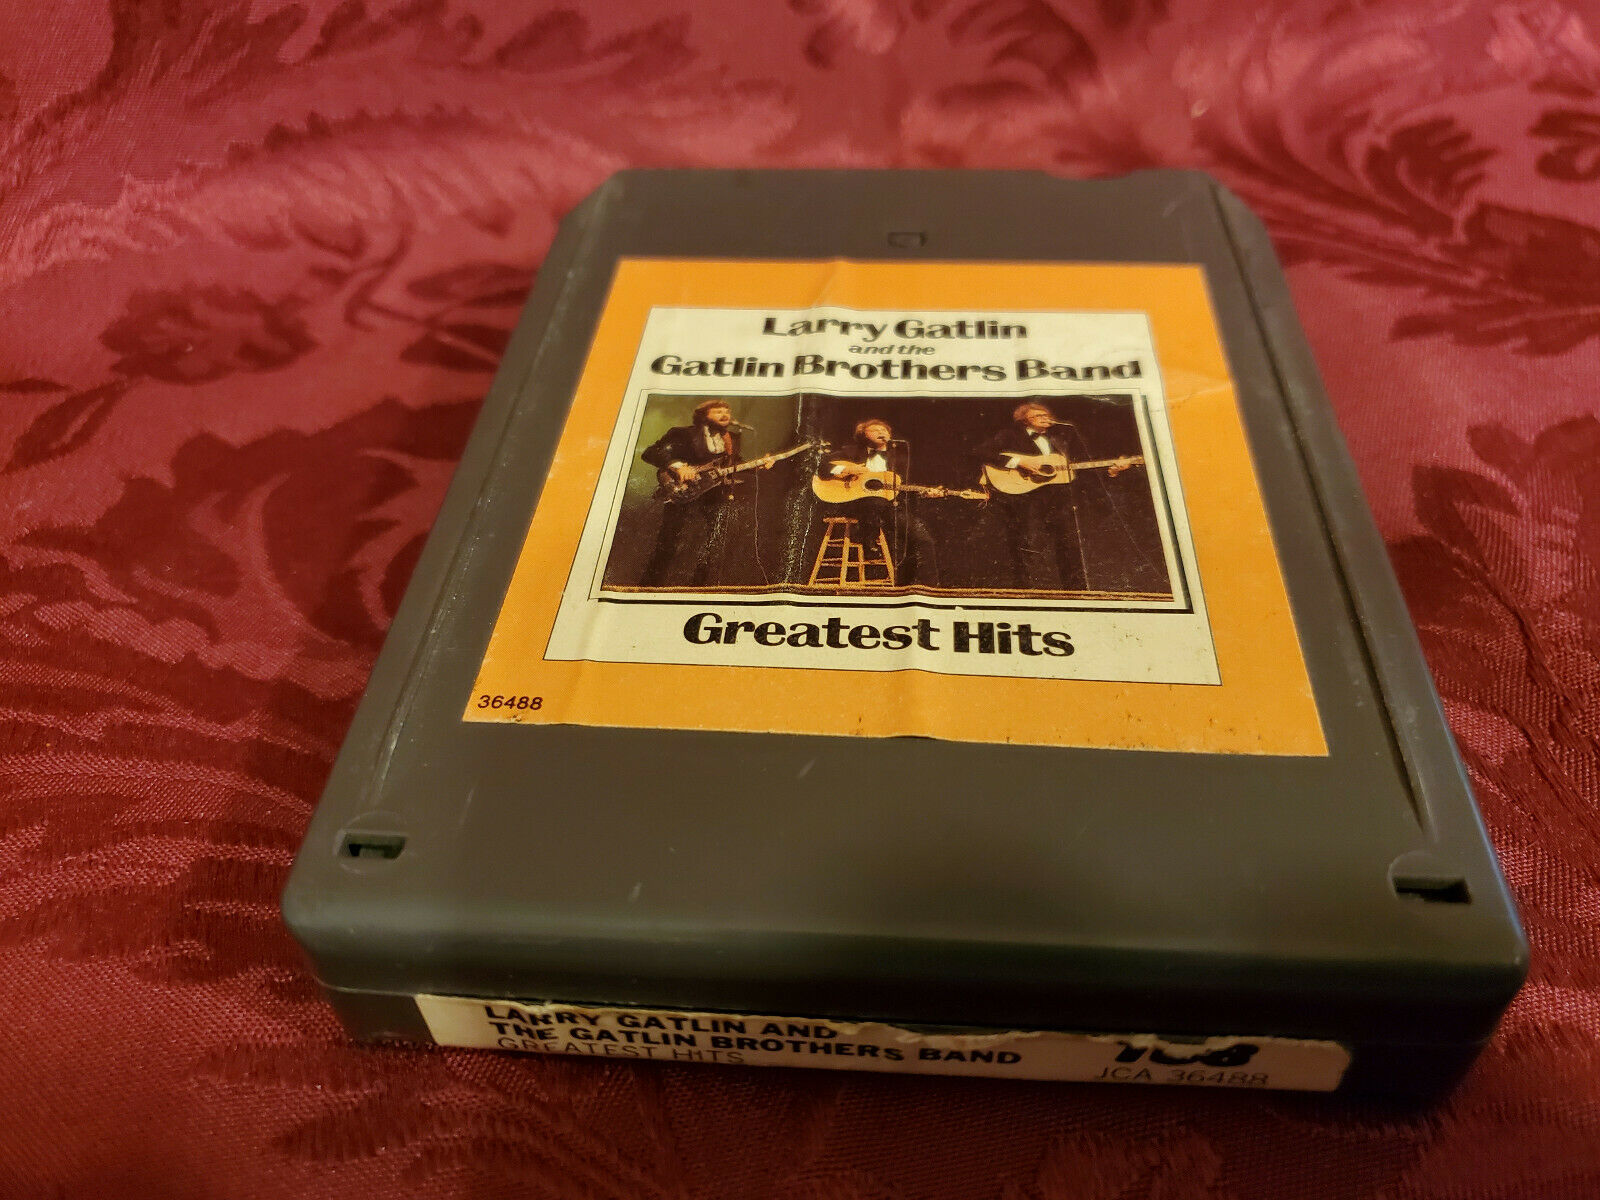 Larry Gatlin
and the
Gatlin Brothers Band
Greatest Hits
36488
LARRY GATLIN AND
THE GATLIN BROTHERS BAND
GREATEST HITS
JCA 36488